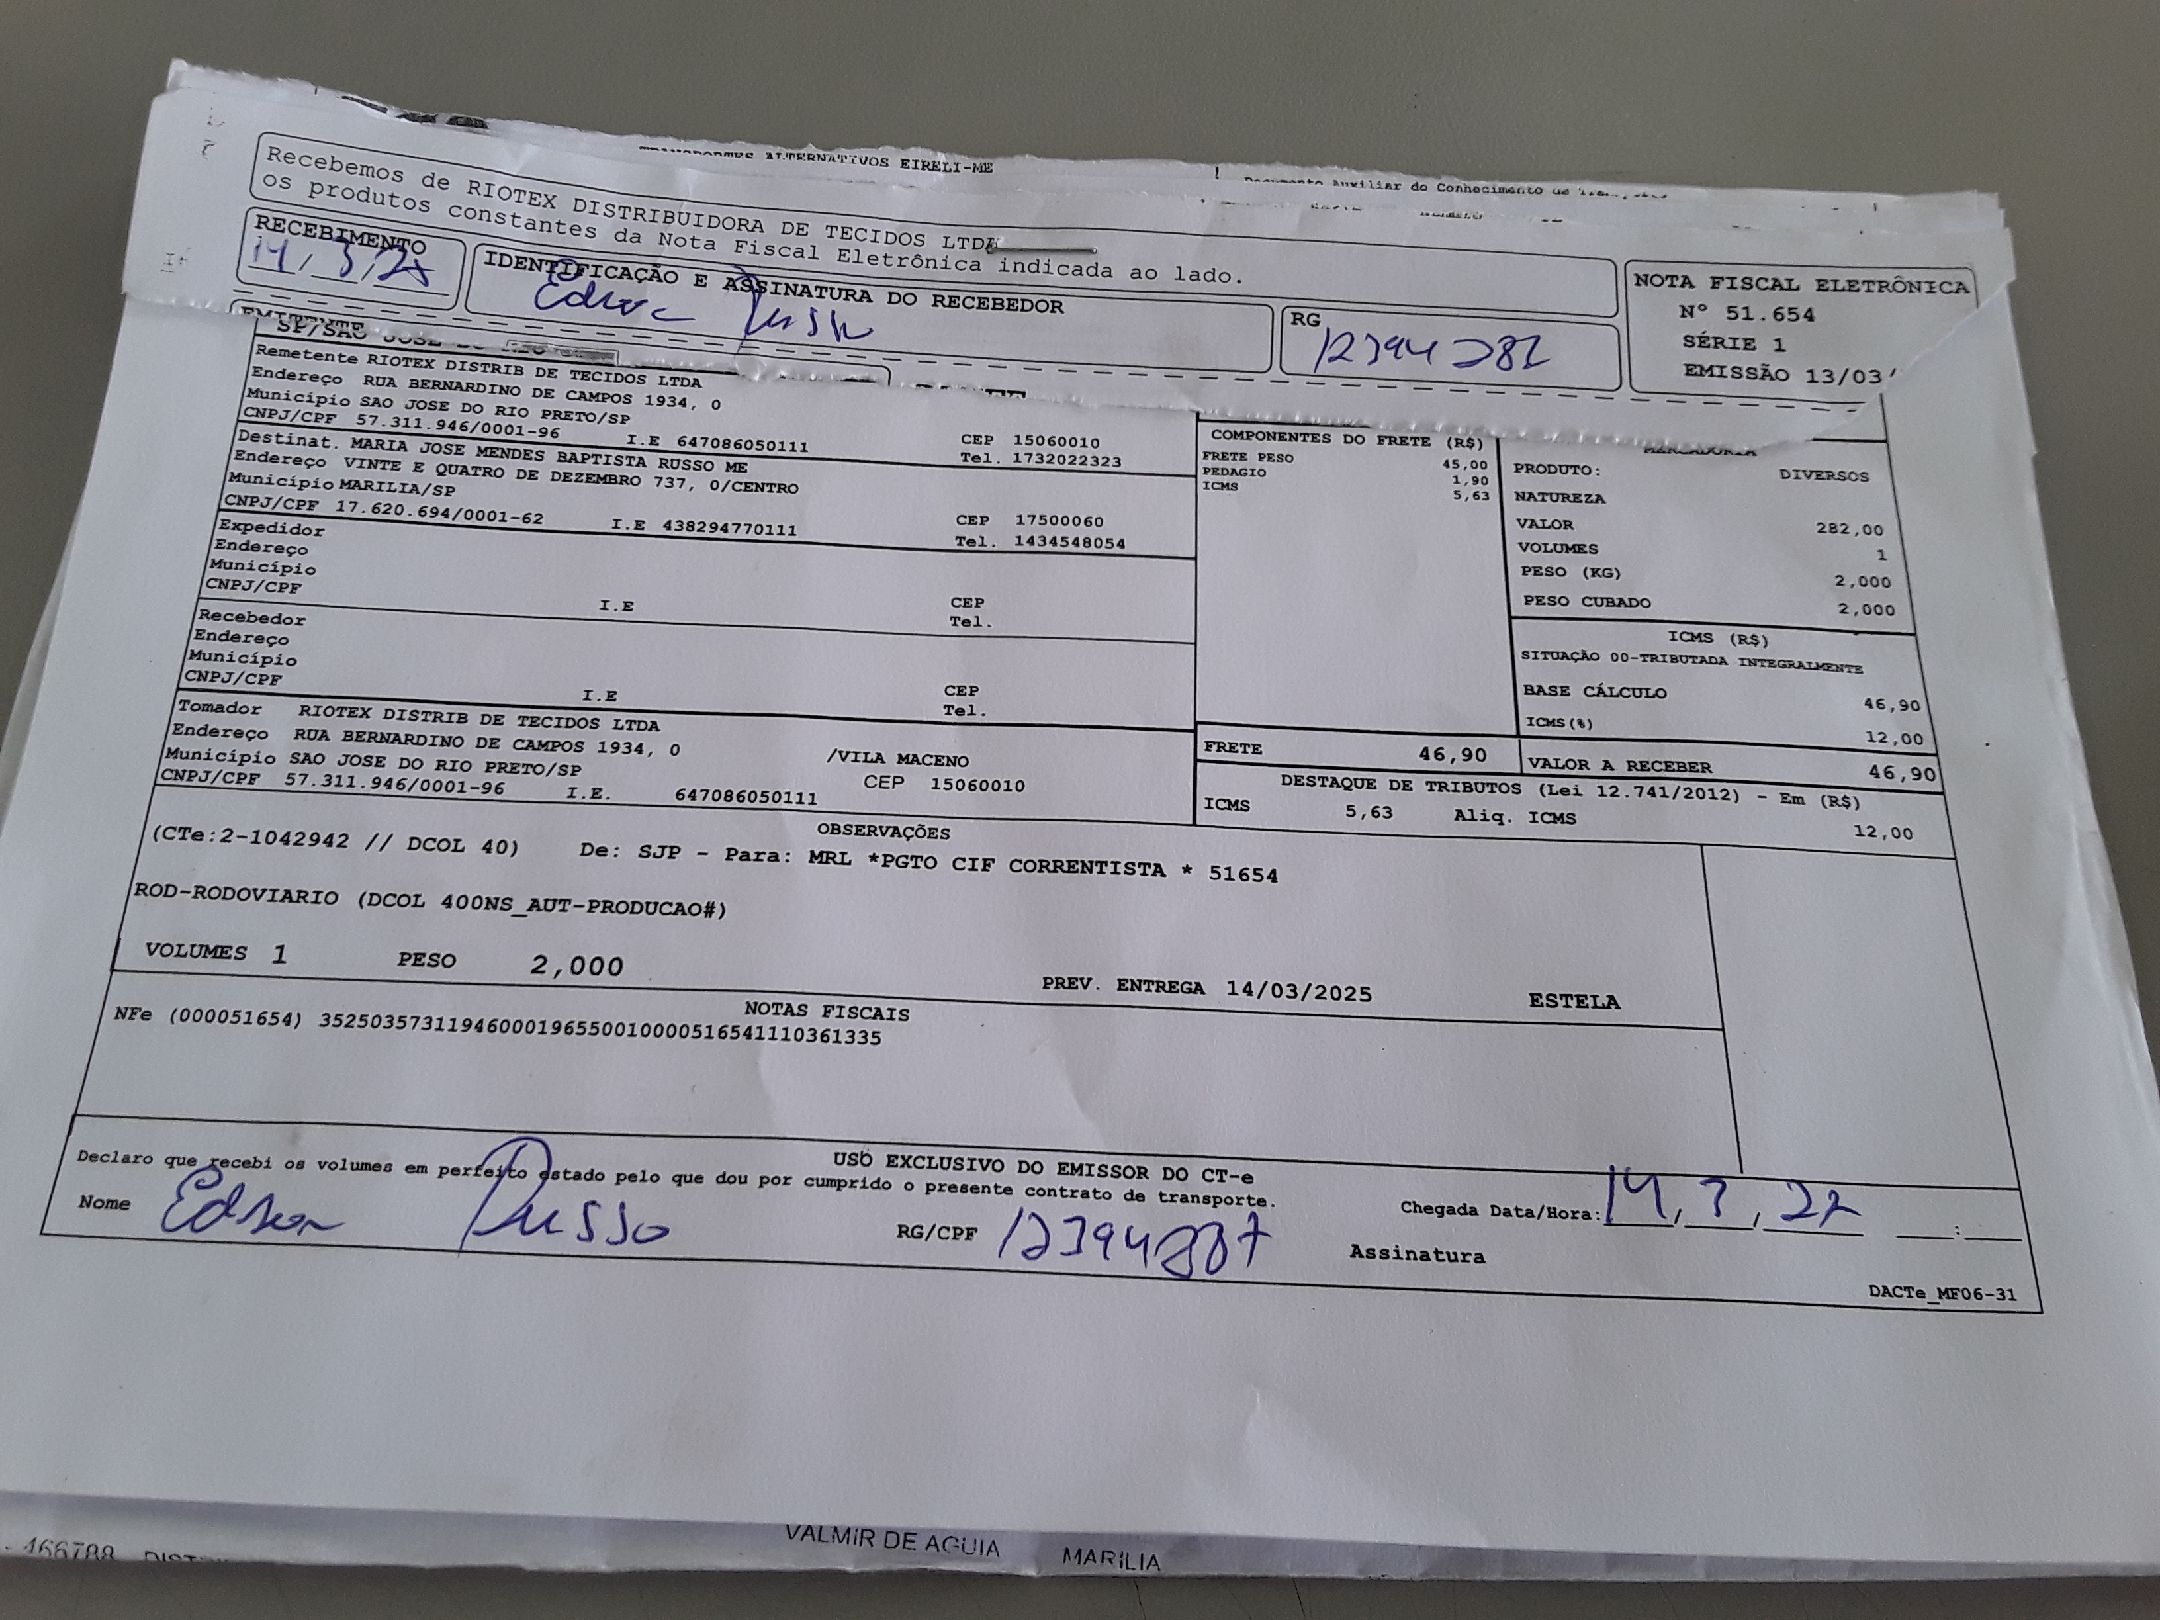 ALTERNATIVOS EIRELI-ME
Documento Auxiliar do Conhecimento de
Recebemos de RIOTEX DISTRIBUIDORA DE TECIDOS LTDA
os produtos constantes da Nota Fiscal Eletrônica indicada ao lado.
RECEBIMENTO
14/3/25
IDENTIFICAÇÃO E ASSINATURA DO RECEBEDOR
Edson Russo
RG
NOTA FISCAL ELETRÔNICA
Nº 51.654
SÉRIE 1
EMISSÃO 13/03/
EMITENTE
SP/SAO JOSE DO RIO
Remetente RIOTEX DISTRIB DE TECIDOS LTDA
Endereço RUA BERNARDINO DE CAMPOS 1934, 0
Município SAO JOSE DO RIO PRETO/SP CEP 15060010
CNPJ/CPF 57.311.946/0001-96 I.E 647086050111 Tel. 1732022323
Destinat. MARIA JOSE MENDES BAPTISTA RUSSO ME
Endereço VINTE E QUATRO DE DEZEMBRO 737, 0/CENTRO
Município MARILIA/SP CEP 17500060
CNPJ/CPF 17.620.694/0001-62 I.E 438294770111 Tel. 1434548054
Expedidor
Endereço
Município CEP
CNPJ/CPF I.E Tel.
Recebedor
Endereço
Município CEP
CNPJ/CPF I.E Tel.
Tomador RIOTEX DISTRIB DE TECIDOS LTDA
Endereço RUA BERNARDINO DE CAMPOS 1934, 0 /VILA MACENO
Município SAO JOSE DO RIO PRETO/SP CEP 15060010
CNPJ/CPF 57.311.946/0001-96 I.E. 647086050111
COMPONENTES DO FRETE (R$)
FRETE PESO 45,00
PEDAGIO 1,90
ICMS 5,63
MERCADORIA
PRODUTO: DIVERSOS
NATUREZA
VALOR 282,00
VOLUMES 1
PESO (KG) 2,000
PESO CUBADO 2,000
ICMS (R$)
SITUAÇÃO 00-TRIBUTADA INTEGRALMENTE
BASE CÁLCULO 46,90
ICMS(%) 12,00
FRETE 46,90 VALOR A RECEBER 46,90
DESTAQUE DE TRIBUTOS (Lei 12.741/2012) - Em (R$)
ICMS 5,63 Aliq. ICMS 12,00
OBSERVAÇÕES
(CTe:2-1042942 // DCOL 40) De: SJP - Para: MRL *PGTO CIF CORRENTISTA * 51654
ROD-RODOVIARIO (DCOL 400NS_AUT-PRODUCAO#)
VOLUMES 1 PESO 2,000 PREV. ENTREGA 14/03/2025 ESTELA
NOTAS FISCAIS
NFe (000051654) 35250357311946000196550010000516541110361335
USO EXCLUSIVO DO EMISSOR DO CT-e
Declaro que recebi os volumes em perfeito estado pelo que dou por cumprido o presente contrato de transporte.
Nome Edson Russo RG/CPF Chegada Data/Hora: 14, 3, :
Assinatura
DACTe_MF06-31
466788
VALMIR DE AGUIA MARILIA